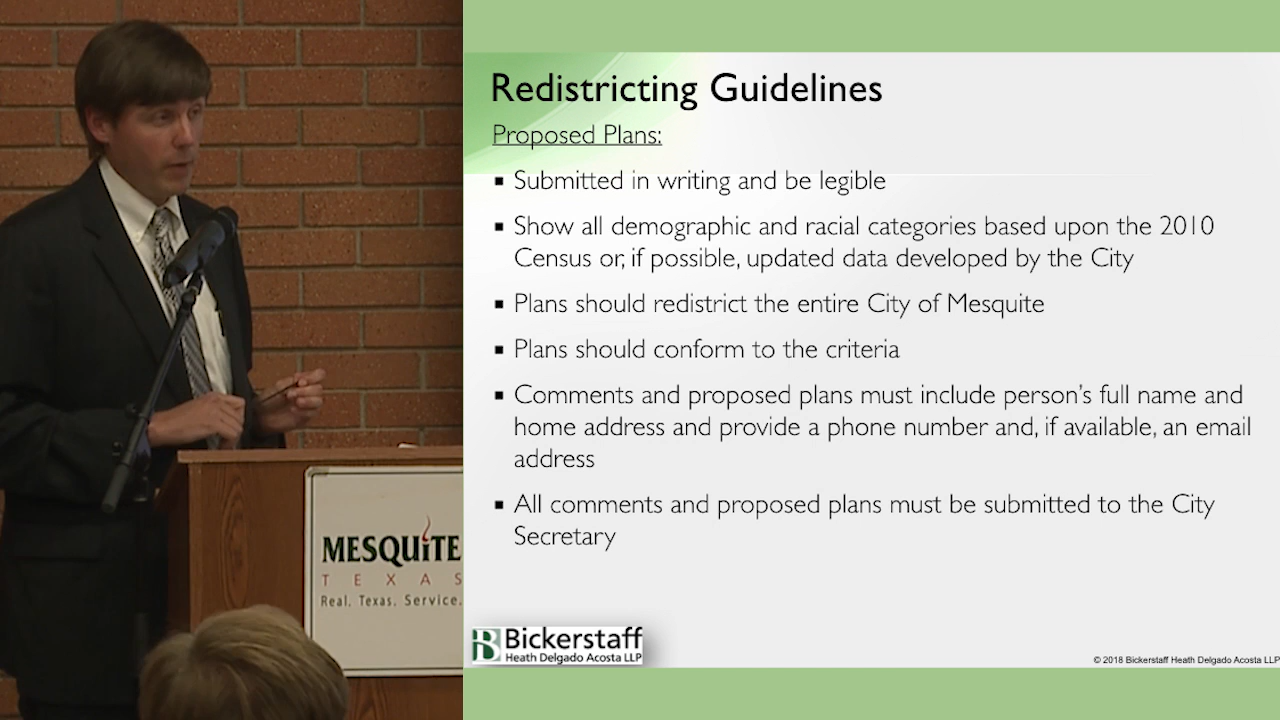 Redistricting Guidelines
Proposed Plans:
▪ Submitted in writing and be legible
▪ Show all demographic and racial categories based upon the 2010
Census or, if possible, updated data developed by the City
▪ Plans should redistrict the entire City of Mesquite
▪ Plans should conform to the criteria
▪ Comments and proposed plans must include person's full name and
home address and provide a phone number and, if available, an email
address
▪ All comments and proposed plans must be submitted to the City
Secretary
MESQUiTE
TEXAS
Real. Texas. Service.
B Bickerstaff
Heath Delgado Acosta LLP
© 2018 Bickerstaff Heath Delgado Acosta LLP